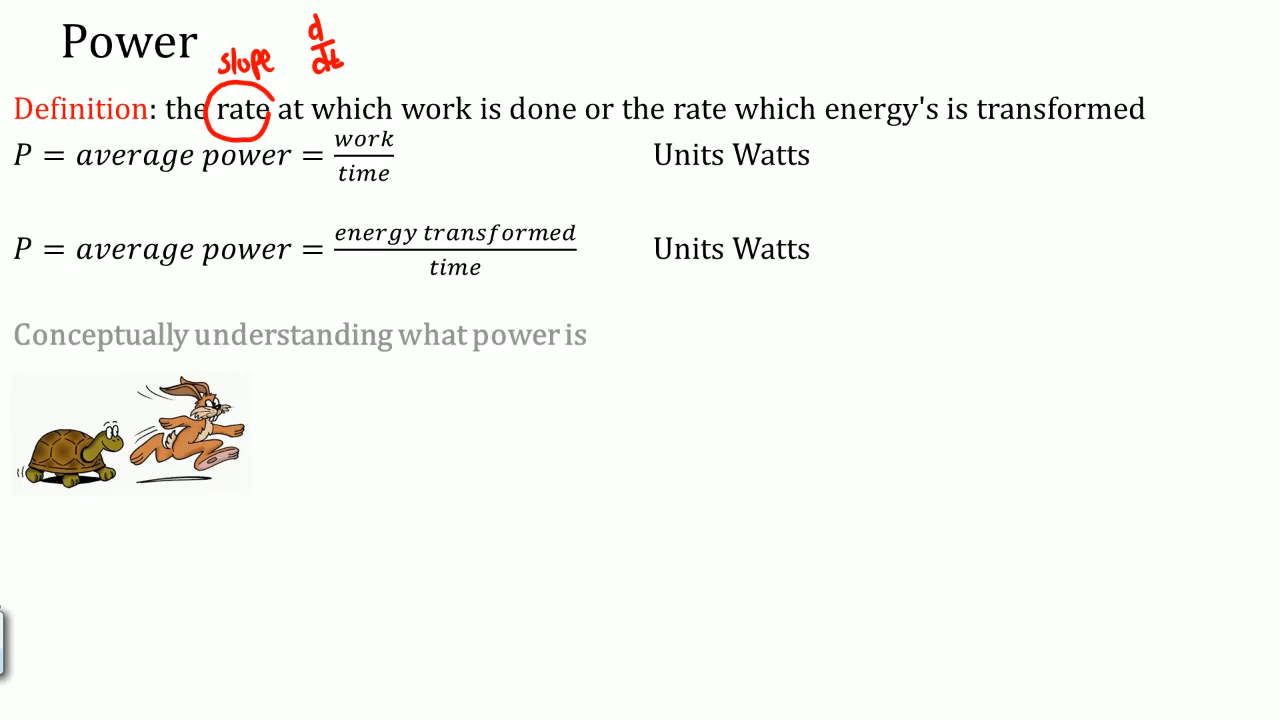 Power
slope d/dt
Definition: the rate at which work is done or the rate which energy's is transformed
P = average power = work/time Units Watts
P = average power = energy transformed/time Units Watts
Conceptually understanding what power is